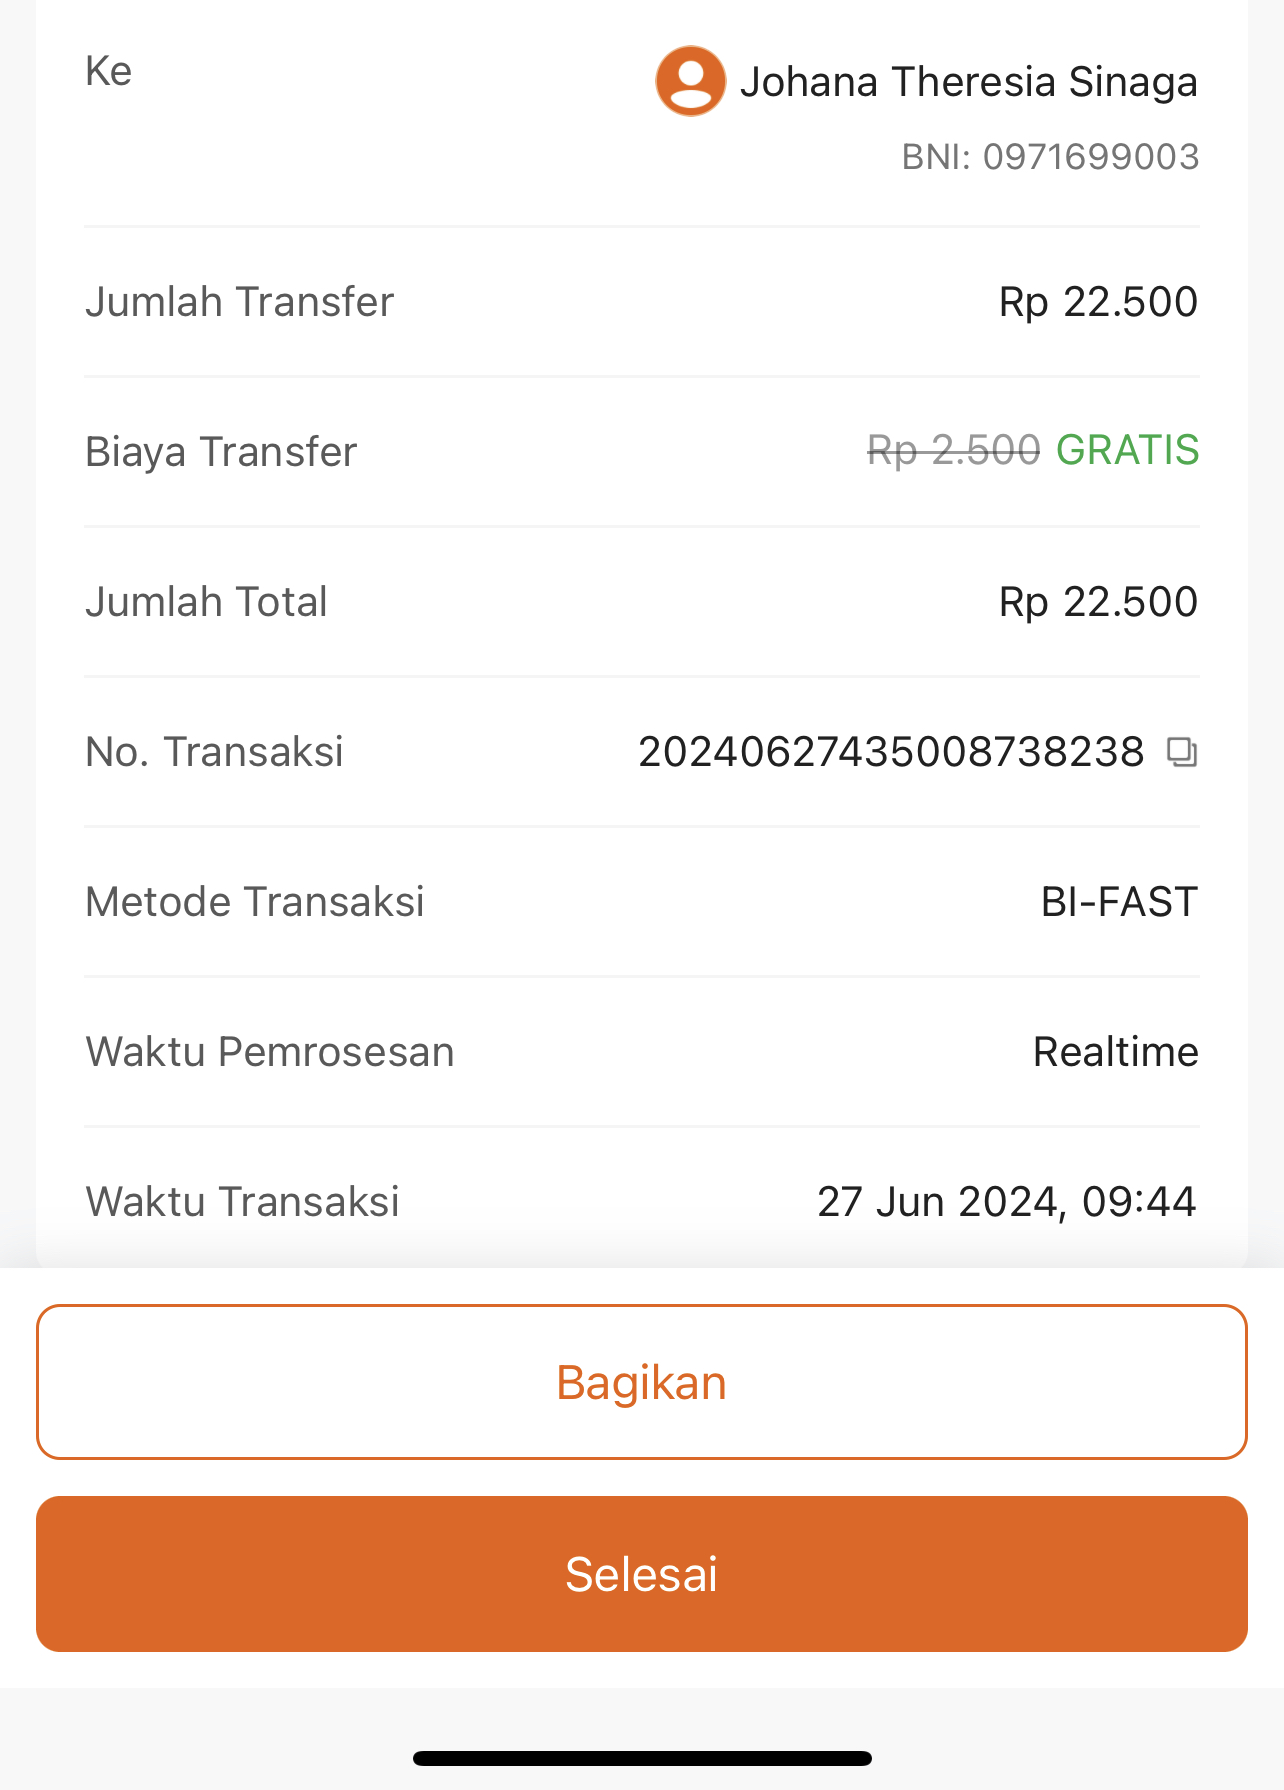 Ke
Johana Theresia Sinaga
BNI: 0971699003
Jumlah Transfer Rp 22.500
Biaya Transfer Rp 2.500 GRATIS
Jumlah Total Rp 22.500
No. Transaksi 20240627435008738238
Metode Transaksi BI-FAST
Waktu Pemrosesan Realtime
Waktu Transaksi 27 Jun 2024, 09:44
Bagikan
Selesai